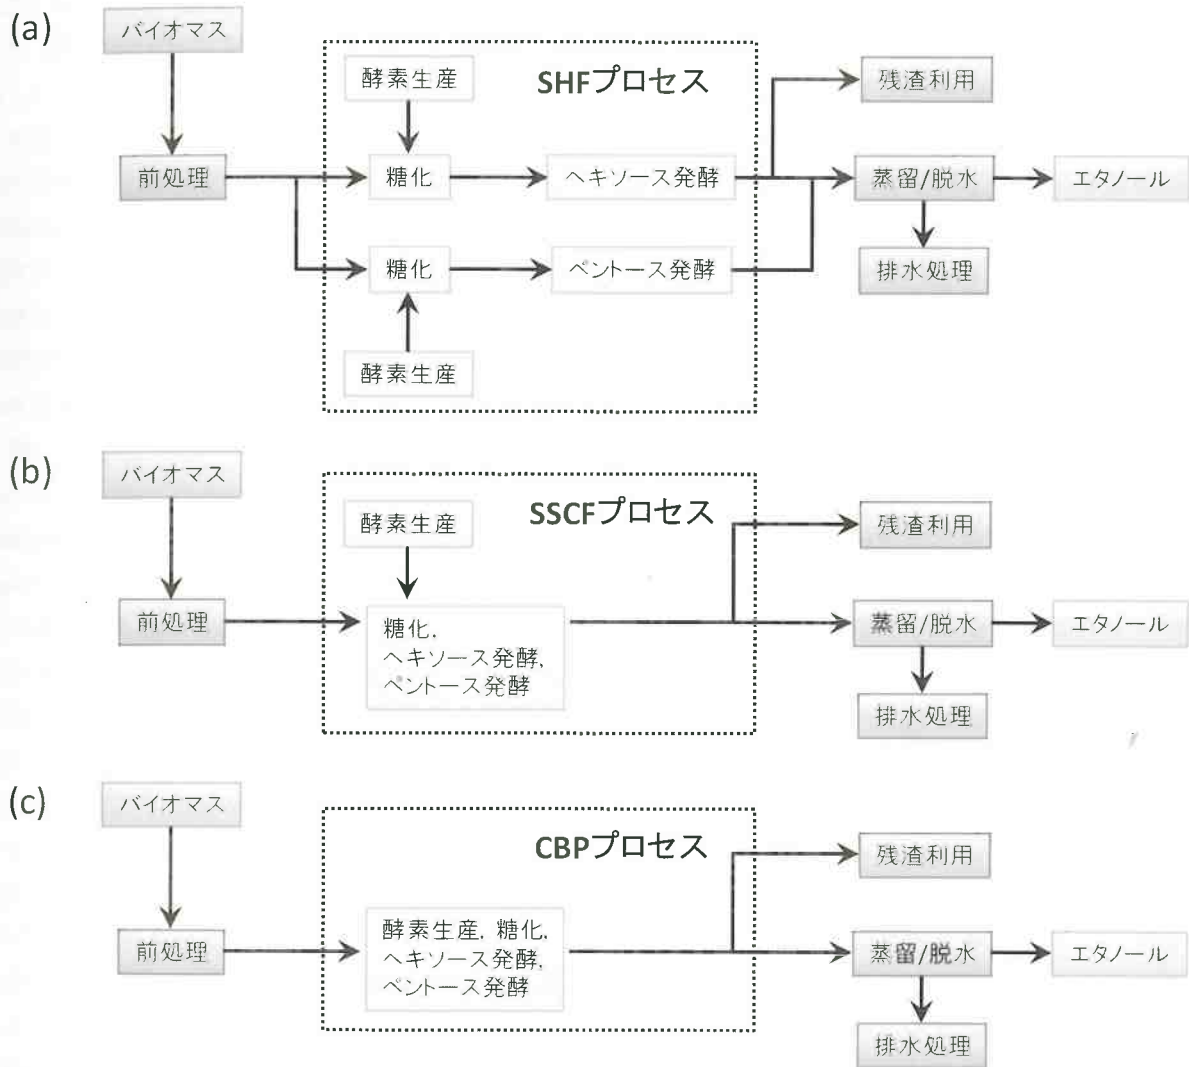 (a)
バイオマス
酵素生産
SHFプロセス
残渣利用
前処理
糖化
ヘキソース発酵
蒸留/脱水
エタノール
糖化
ペントース発酵
排水処理
酵素生産
(b)
バイオマス
酵素生産
SSCFプロセス
残渣利用
前処理
糖化,
ヘキソース発酵,
ペントース発酵
蒸留/脱水
エタノール
排水処理
(c)
バイオマス
CBPプロセス
残渣利用
前処理
酵素生産, 糖化,
ヘキソース発酵,
ペントース発酵
蒸留/脱水
エタノール
排水処理